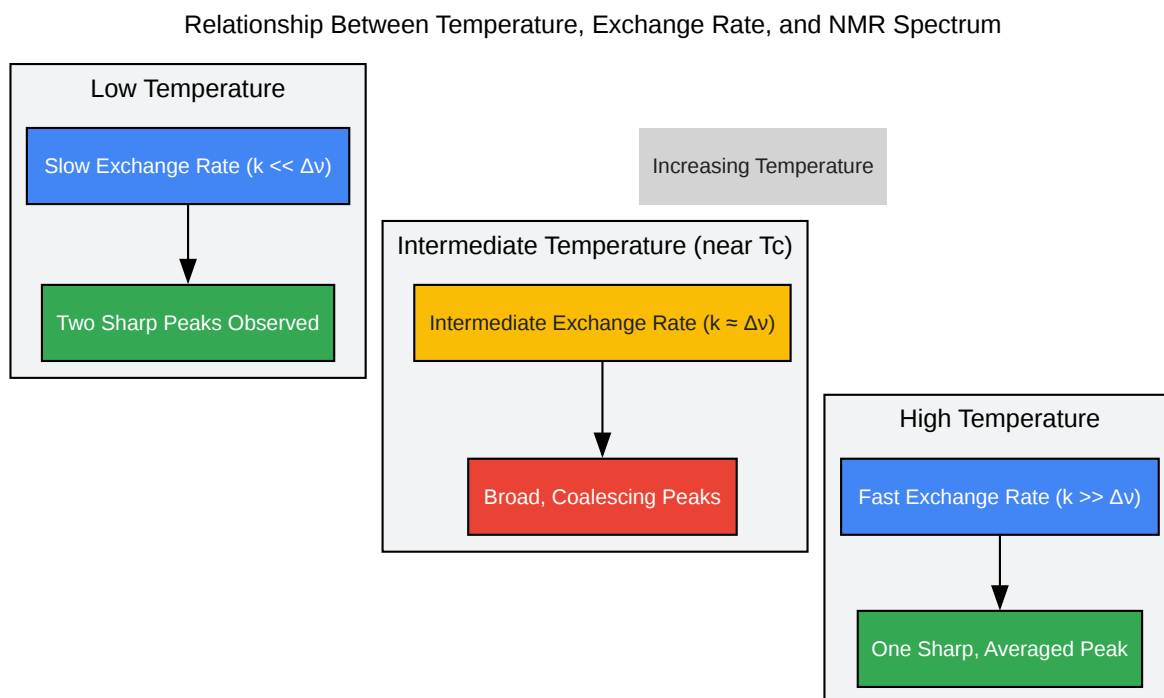 Relationship Between Temperature, Exchange Rate, and NMR Spectrum
Low Temperature
Slow Exchange Rate (k << Δν)
Two Sharp Peaks Observed
Increasing Temperature
Intermediate Temperature (near Tc)
Intermediate Exchange Rate (k ≈ Δν)
Broad, Coalescing Peaks
High Temperature
Fast Exchange Rate (k >> Δν)
One Sharp, Averaged Peak